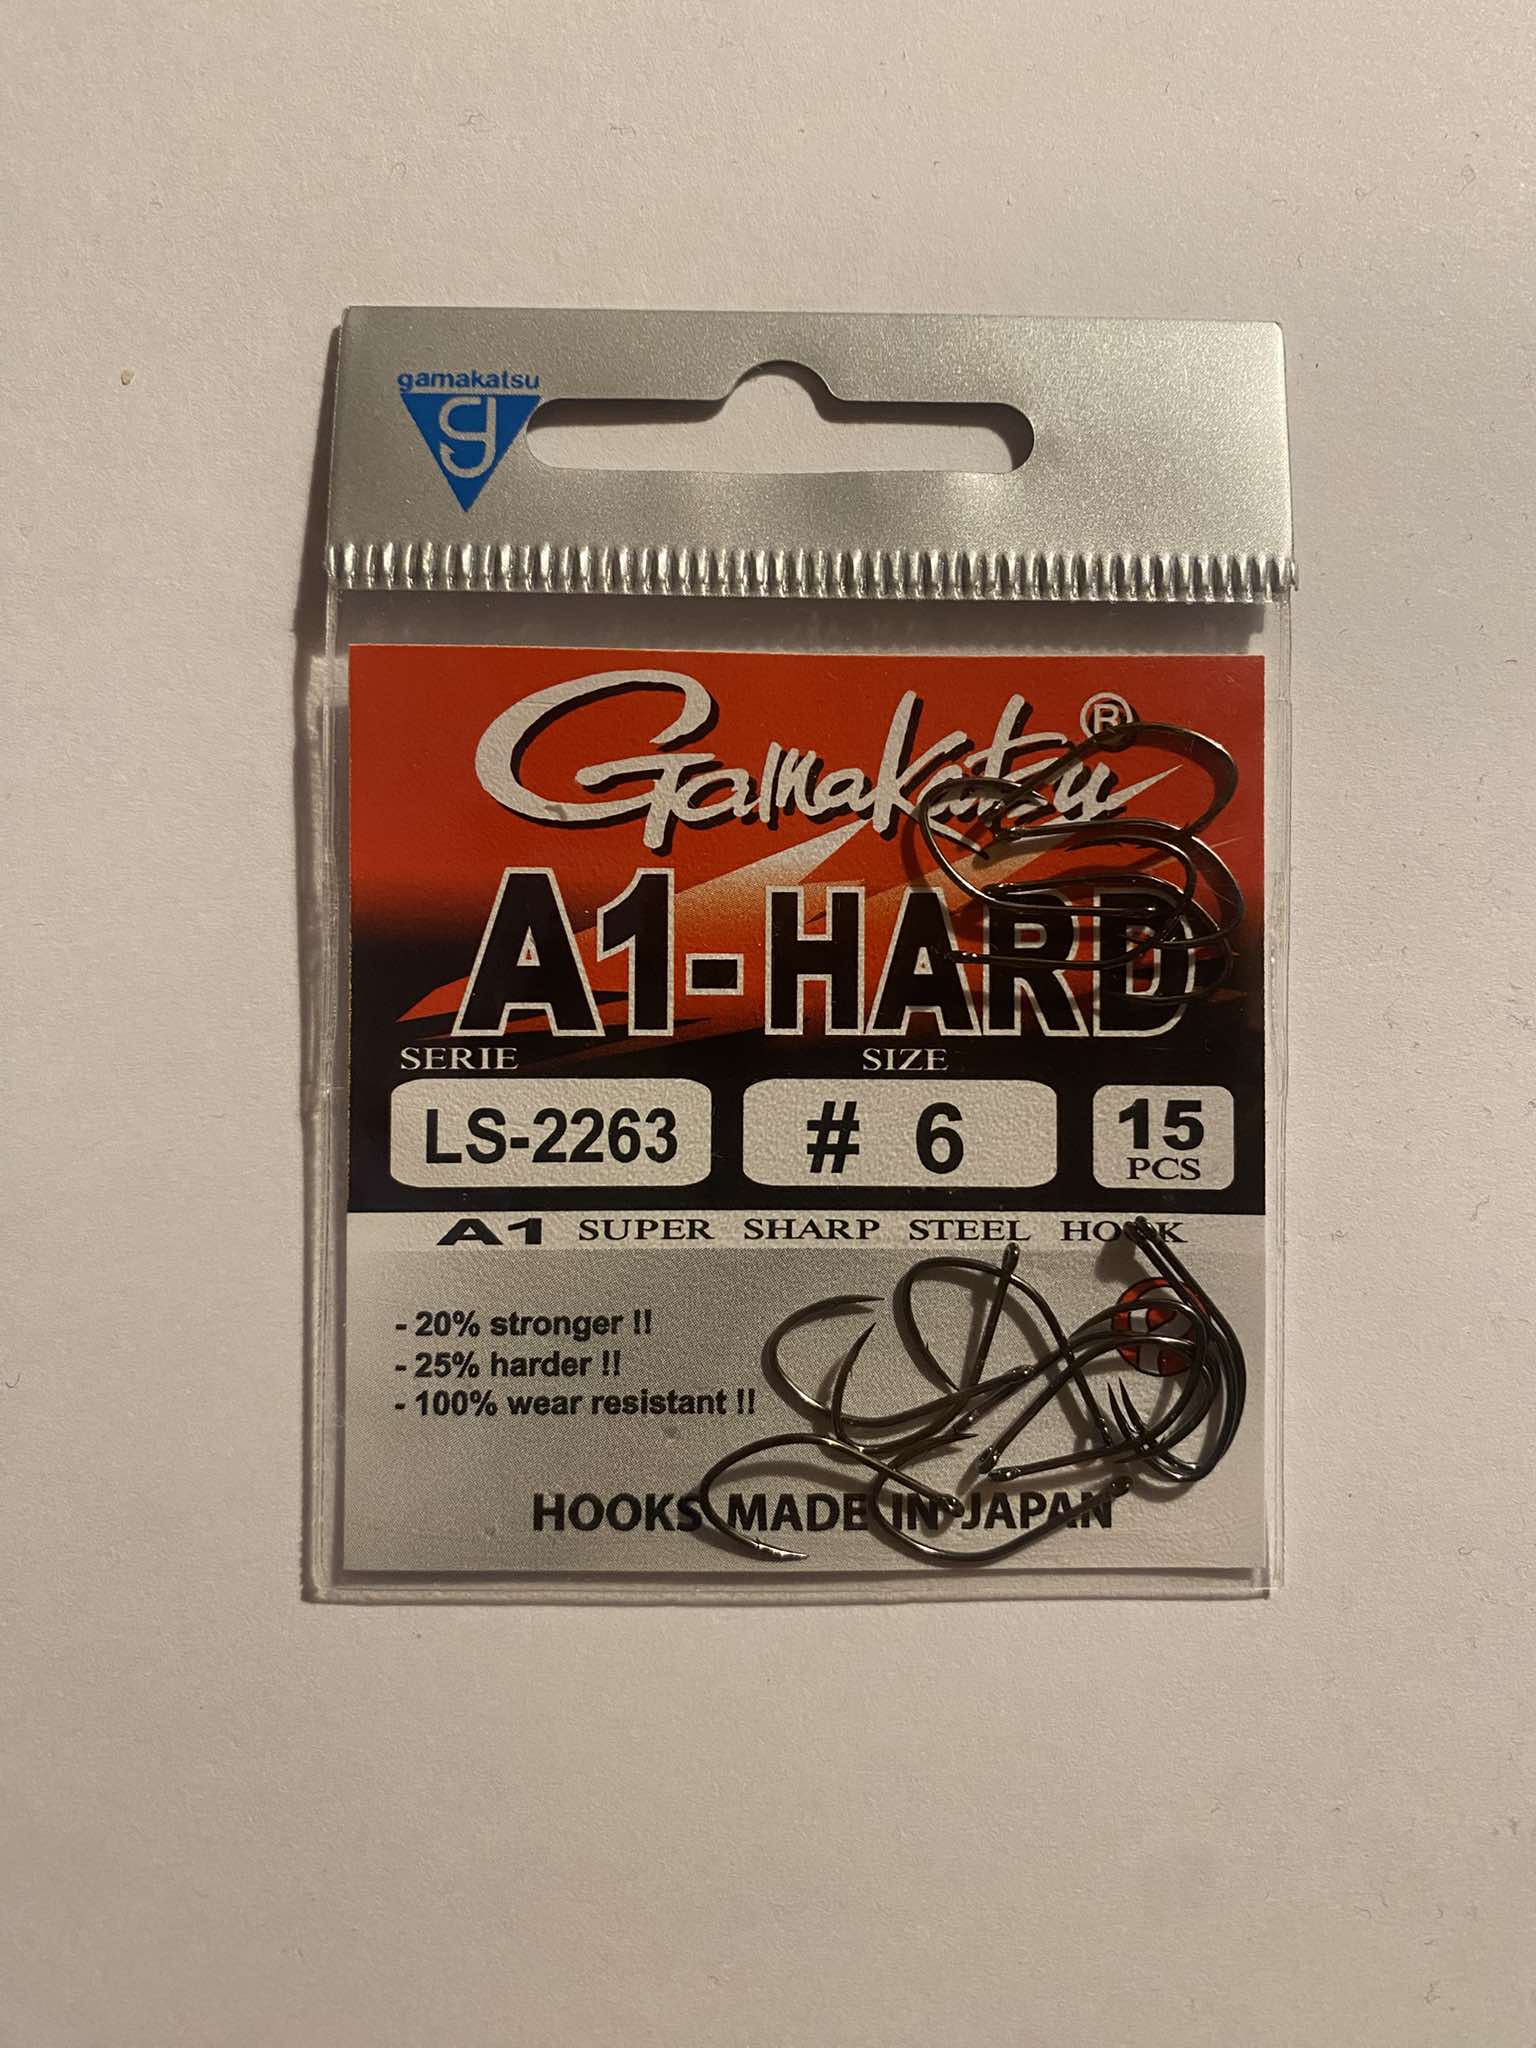 gamakatsu
g
Gamakatsu®
A1-HARD
SERIE SIZE
LS-2263 # 6 15 PCS
A1 SUPER SHARP STEEL HOOK
- 20% stronger !!
- 25% harder !!
- 100% wear resistant !!
HOOKS MADE IN JAPAN